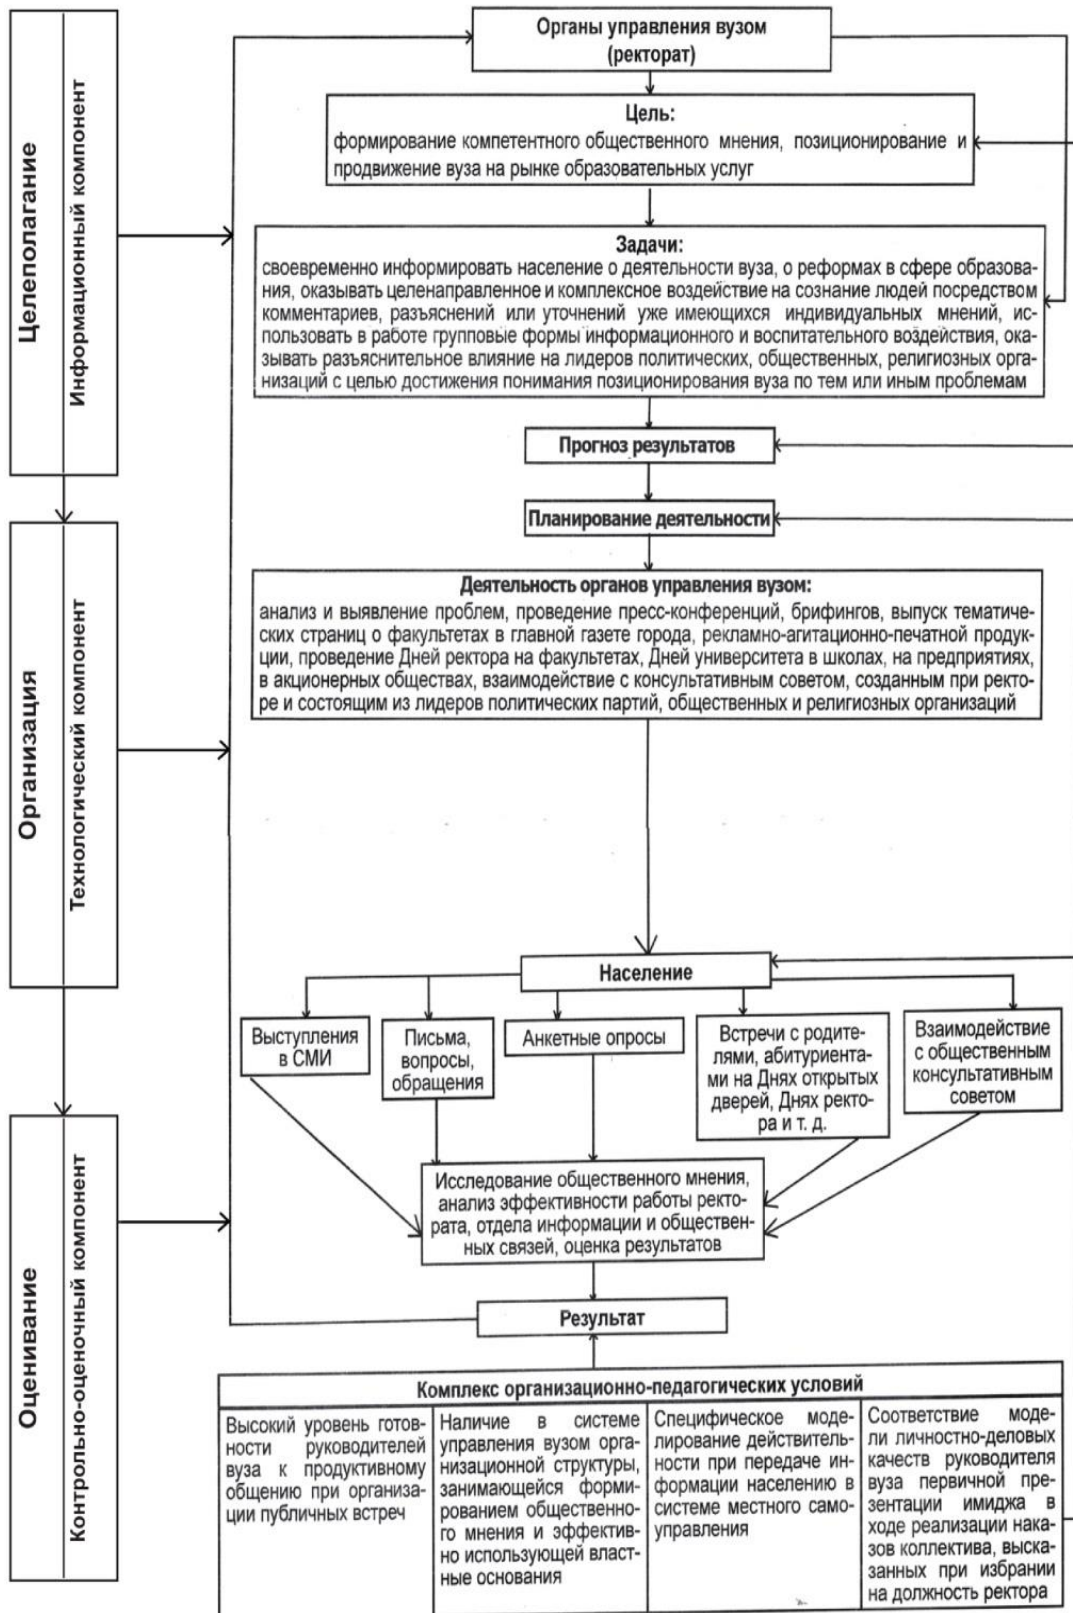 Целеполагание
Информационный компонент
Организация
Технологический компонент
Оценивание
Контрольно-оценочный компонент
Органы управления вузом
(ректорат)
Цель:
формирование компетентного общественного мнения, позиционирование и
продвижение вуза на рынке образовательных услуг
Задачи:
своевременно информировать население о деятельности вуза, о реформах в сфере образова-
ния, оказывать целенаправленное и комплексное воздействие на сознание людей посредством
комментариев, разъяснений или уточнений уже имеющихся индивидуальных мнений, ис-
пользовать в работе групповые формы информационного и воспитательного воздействия, ока-
зывать разъяснительное влияние на лидеров политических, общественных, религиозных орга-
низаций с целью достижения понимания позиционирования вуза по тем или иным проблемам
Прогноз результатов
Планирование деятельности
Деятельность органов управления вузом:
анализ и выявление проблем, проведение пресс-конференций, брифингов, выпуск тематиче-
ских страниц о факультетах в главной газете города, рекламно-агитационно-печатной продук-
ции, проведение Дней ректора на факультетах, Дней университета в школах, на предприятиях,
в акционерных обществах, взаимодействие с консультативным советом, созданным при ректо-
ре и состоящим из лидеров политических партий, общественных и религиозных организаций
Население
Выступления
в СМИ
Письма,
вопросы,
обращения
Анкетные опросы
Встречи с родите-
лями, абитуриента-
ми на Днях открытых
дверей, Днях ректо-
ра и т. д.
Взаимодействие
с общественным
консультативным
советом
Исследование общественного мнения,
анализ эффективности работы ректо-
рата, отдела информации и обществен-
ных связей, оценка результатов
Результат
Комплекс организационно-педагогических условий
Высокий уровень готов-
ности руководителей
вуза к продуктивному
общению при организа-
ции публичных встреч
Наличие в системе
управления вузом орга-
низационной структуры,
занимающейся форми-
рованием общественно-
го мнения и эффектив-
но использующей власт-
ные основания
Специфическое моде-
лирование действитель-
ности при передаче ин-
формации населению в
системе местного само-
управления
Соответствие моде-
ли личностно-деловых
качеств руководителя
вуза первичной пре-
зентации имиджа в
ходе реализации нака-
зов коллектива, выска-
занных при избрании
на должность ректора